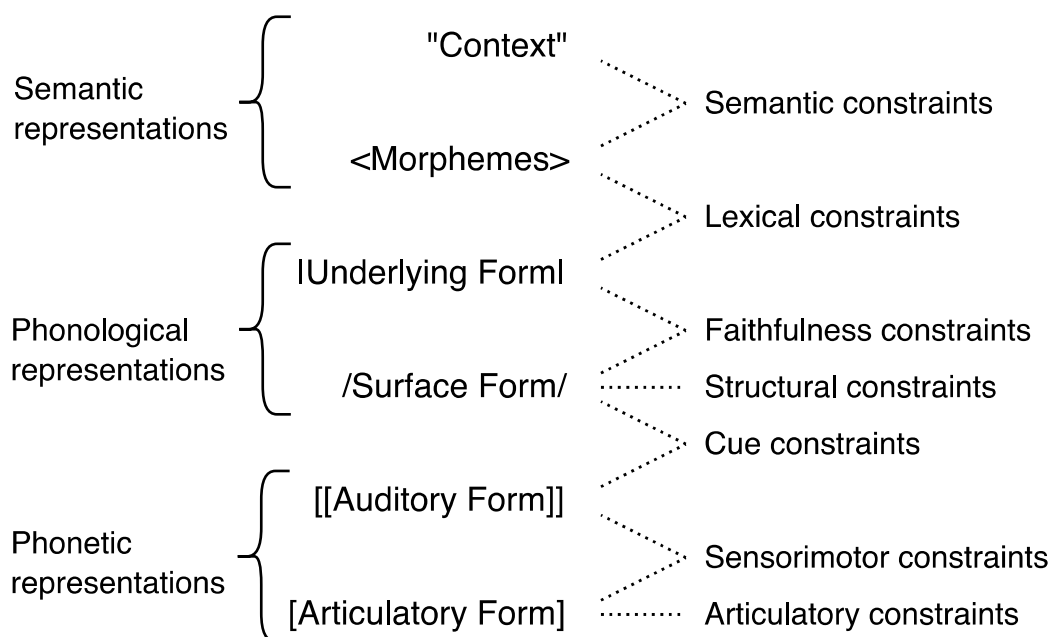 "Context"
Semantic
representations
Semantic constraints
<Morphemes>
Lexical constraints
|Underlying Form|
Phonological
representations
Faithfulness constraints
/Surface Form/
Structural constraints
Cue constraints
[[Auditory Form]]
Phonetic
representations
Sensorimotor constraints
[Articulatory Form]
Articulatory constraints